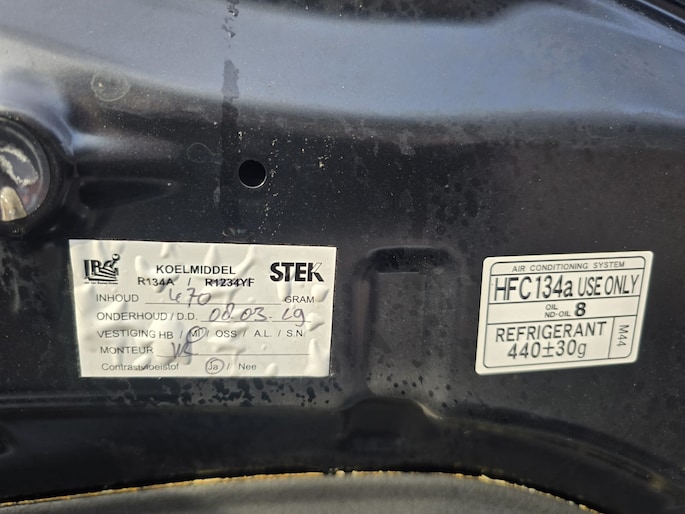 KOELMIDDEL
STEK
R134A / R1234YF
INHOUD 470 GRAM
ONDERHOUD / D.D. 08.03.19
VESTIGING HB / MI / OSS / A.L. / S.N
MONTEUR
Contrastvloeistof Ja / Nee
AIR CONDITIONING SYSTEM
HFC134a USE ONLY
OIL
ND-OIL 8
REFRIGERANT
440±30g
M44